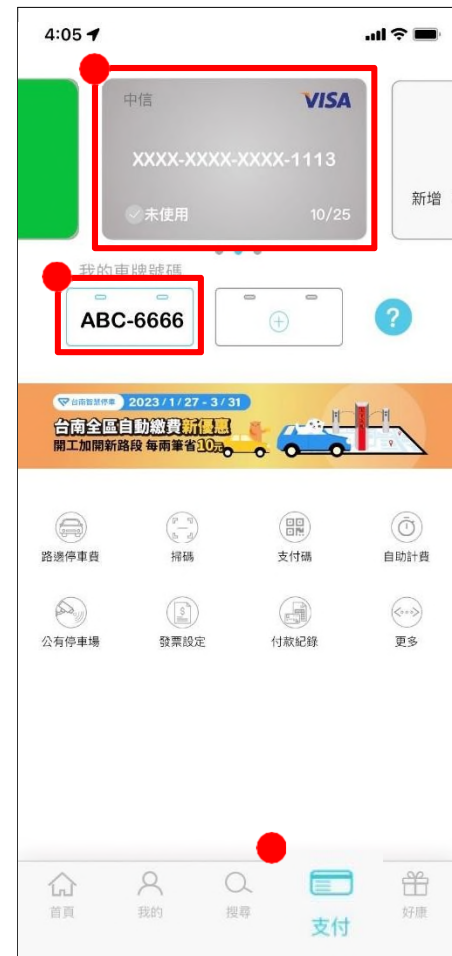 4:05
中信 VISA
XXXX-XXXX-XXXX-1113
未使用 10/25
新增
我的車牌號碼
ABC-6666
?
台南智慧停車 2023/1/27-3/31
台南全區自動繳費新優惠
開工加開新路段 每兩筆省10元
路邊停車費 掃碼 支付碼 自助計費
公有停車場 發票設定 付款紀錄 更多
首頁 我的 搜尋 支付 好康